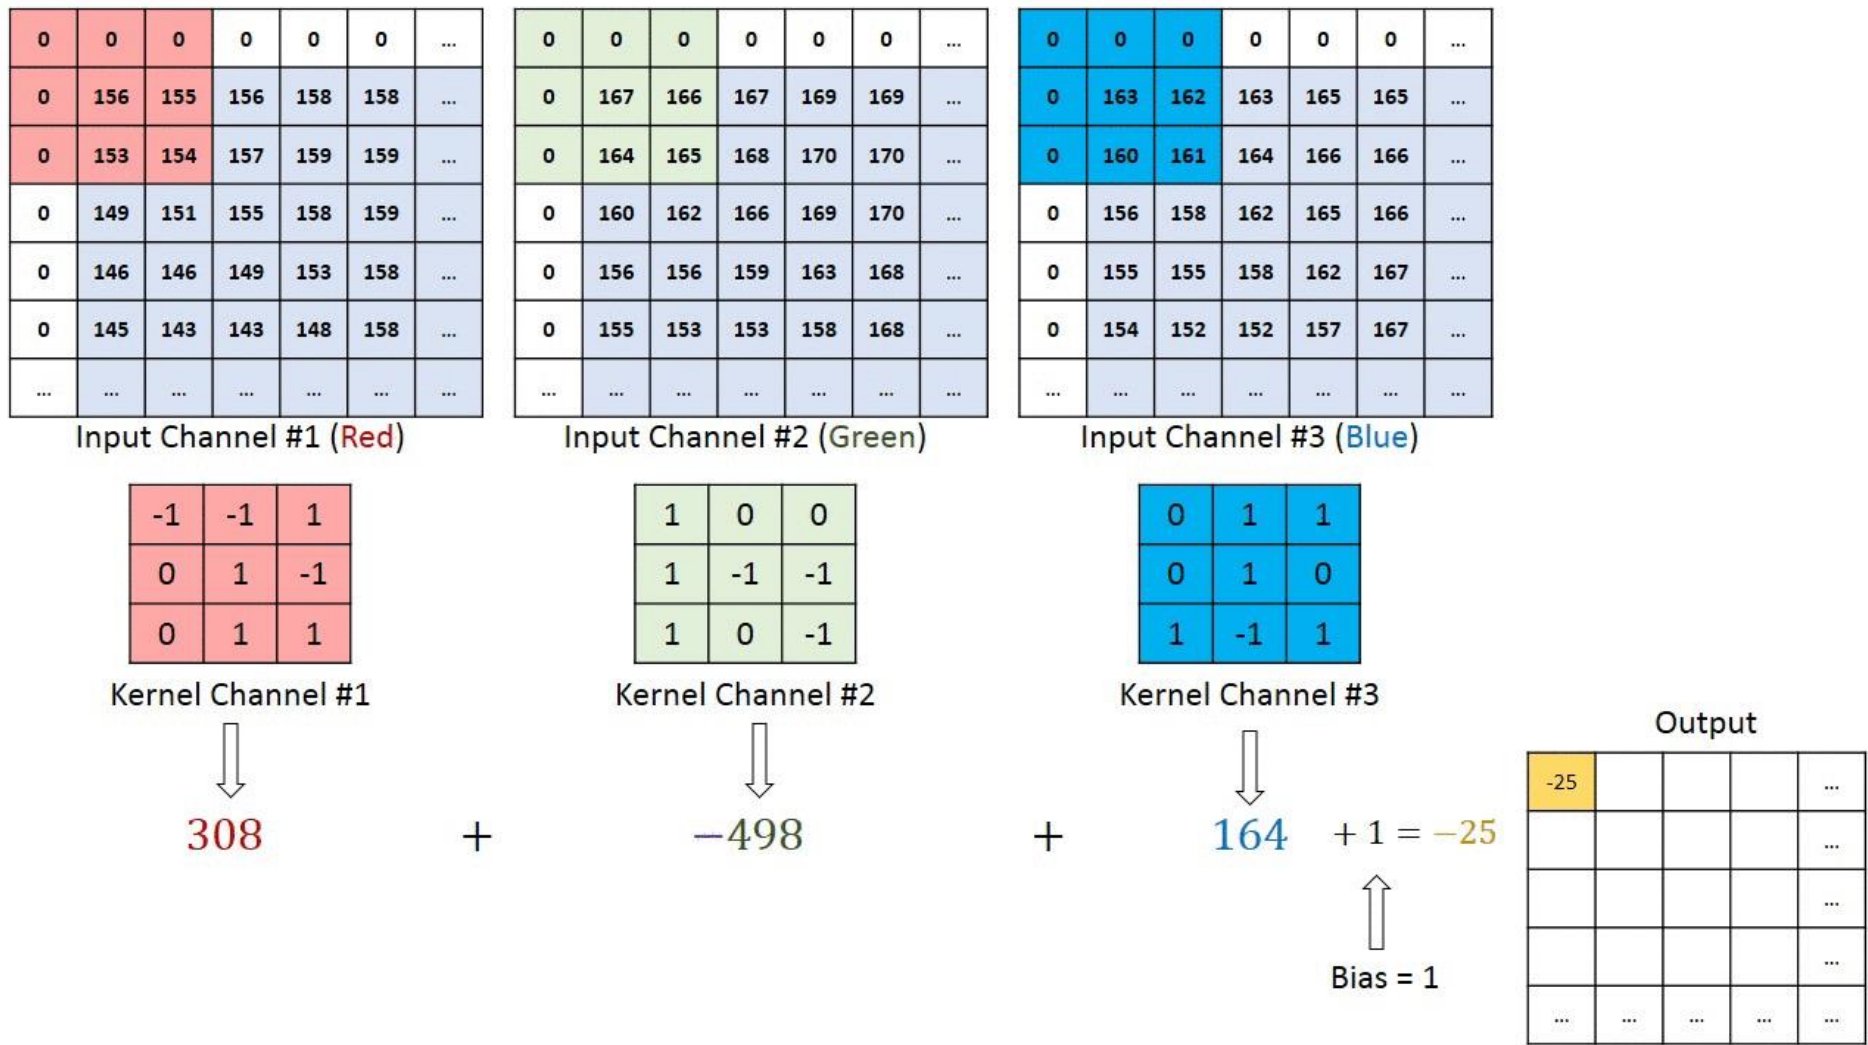 0 0 0 0 0 0 ...
0 156 155 156 158 158 ...
0 153 154 157 159 159 ...
0 149 151 155 158 159 ...
0 146 146 149 153 158 ...
0 145 143 143 148 158 ...
... ... ... ... ... ... ...
Input Channel #1 (Red)
0 0 0 0 0 0 ...
0 167 166 167 169 169 ...
0 164 165 168 170 170 ...
0 160 162 166 169 170 ...
0 156 156 159 163 168 ...
0 155 153 153 158 168 ...
... ... ... ... ... ... ...
Input Channel #2 (Green)
0 0 0 0 0 0 ...
0 163 162 163 165 165 ...
0 160 161 164 166 166 ...
0 156 158 162 165 166 ...
0 155 155 158 162 167 ...
0 154 152 152 157 167 ...
... ... ... ... ... ... ...
Input Channel #3 (Blue)
-1 -1 1
0 1 -1
0 1 1
Kernel Channel #1
1 0 0
1 -1 -1
1 0 -1
Kernel Channel #2
0 1 1
0 1 0
1 -1 1
Kernel Channel #3
308 + −498 + 164 + 1 = −25
Bias = 1
Output
-25 ...
...
...
...
... ... ... ... ...